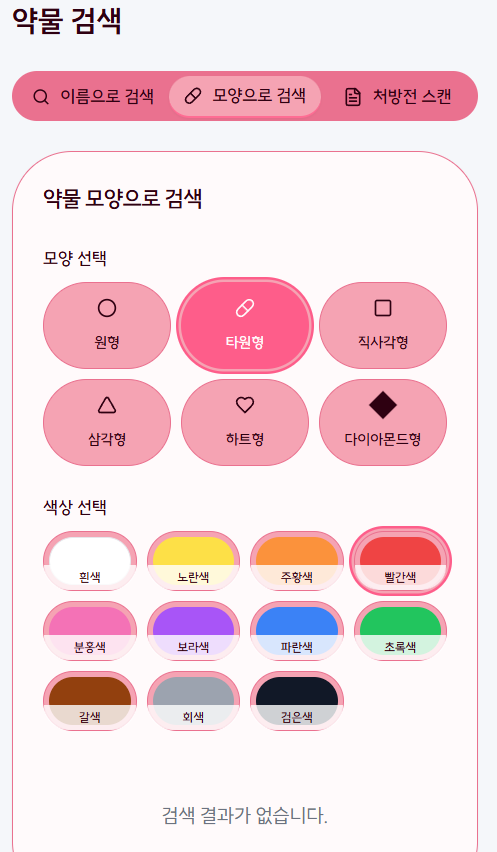 약물 검색
이름으로 검색 모양으로 검색 처방전 스캔
약물 모양으로 검색
모양 선택
원형 타원형 직사각형
삼각형 하트형 다이아몬드형
색상 선택
흰색 노란색 주황색 빨간색
분홍색 보라색 파란색 초록색
갈색 회색 검은색
검색 결과가 없습니다.